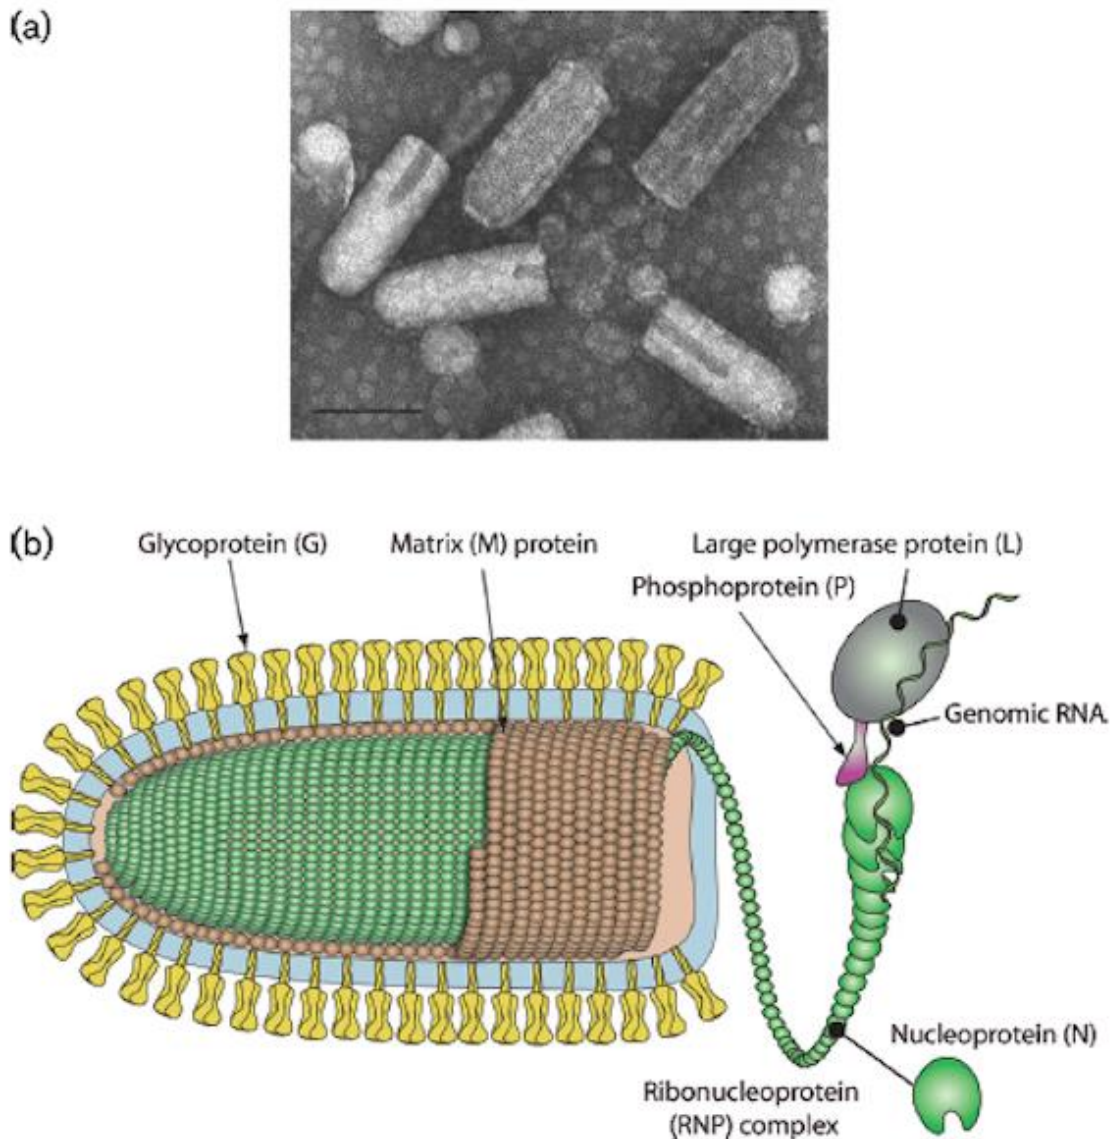 (a)
(b)
Glycoprotein (G)
Matrix (M) protein
Large polymerase protein (L)
Phosphoprotein (P)
Genomic RNA
Nucleoprotein (N)
Ribonucleoprotein
(RNP) complex